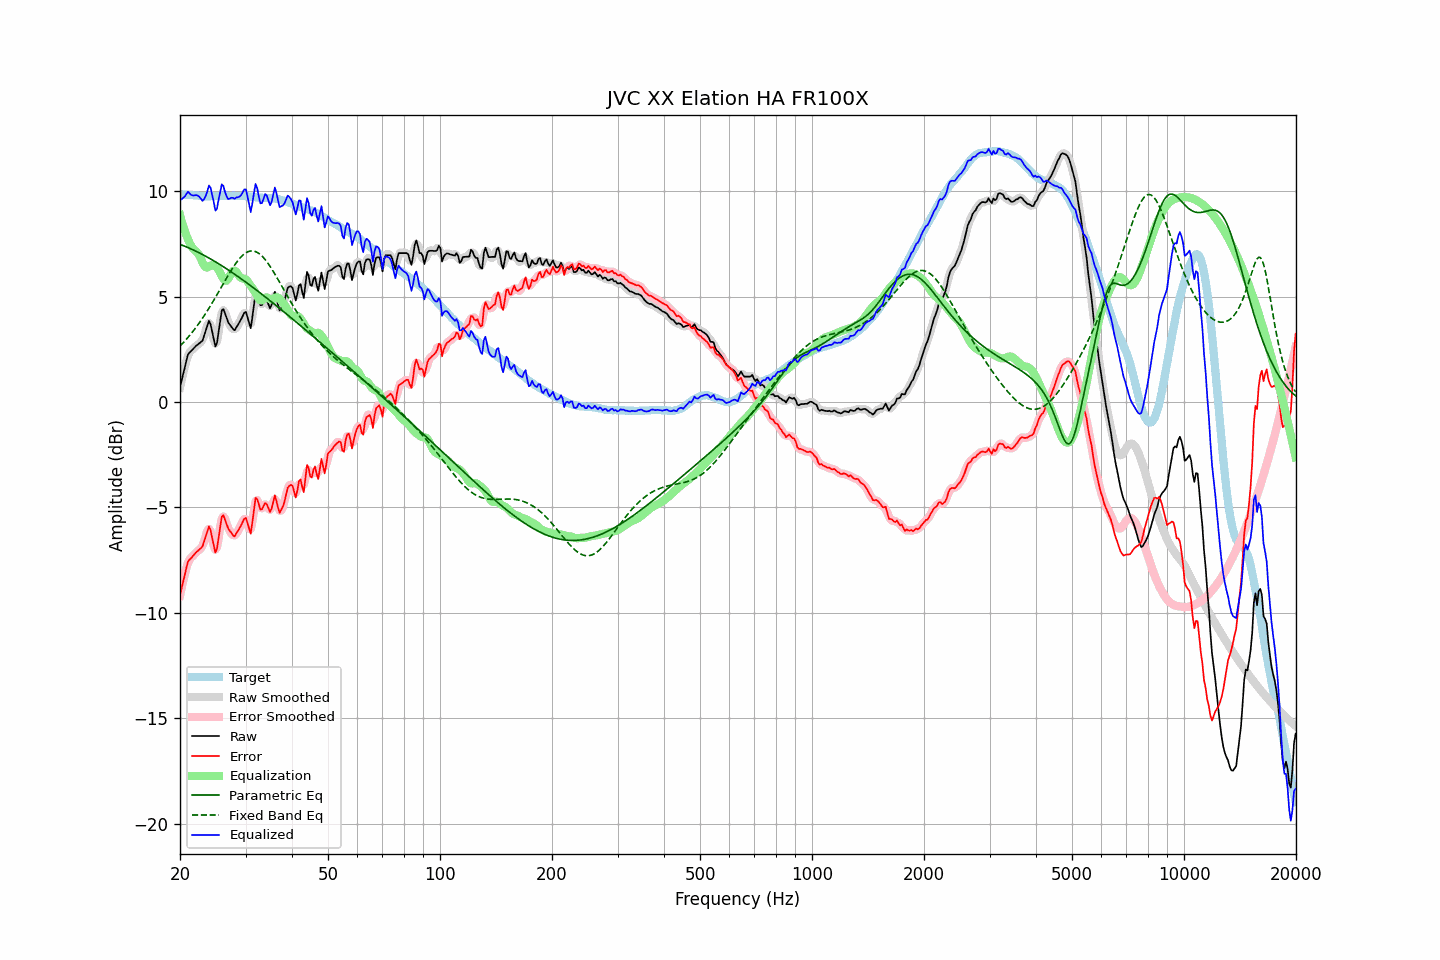 JVC XX Elation HA FR100X
Amplitude (dBr)
10
5
0
−5
−10
−15
−20
Target
Raw Smoothed
Error Smoothed
Raw
Error
Equalization
Parametric Eq
Fixed Band Eq
Equalized
20 50 100 200 500 1000 2000 5000 10000 20000
Frequency (Hz)